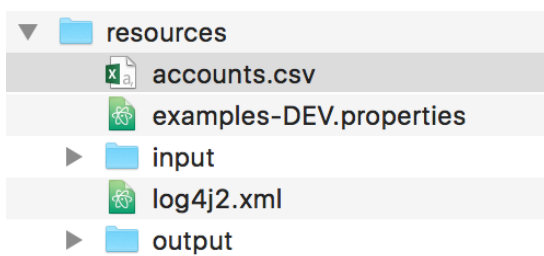 resources
accounts.csv
examples-DEV.properties
input
log4j2.xml
output